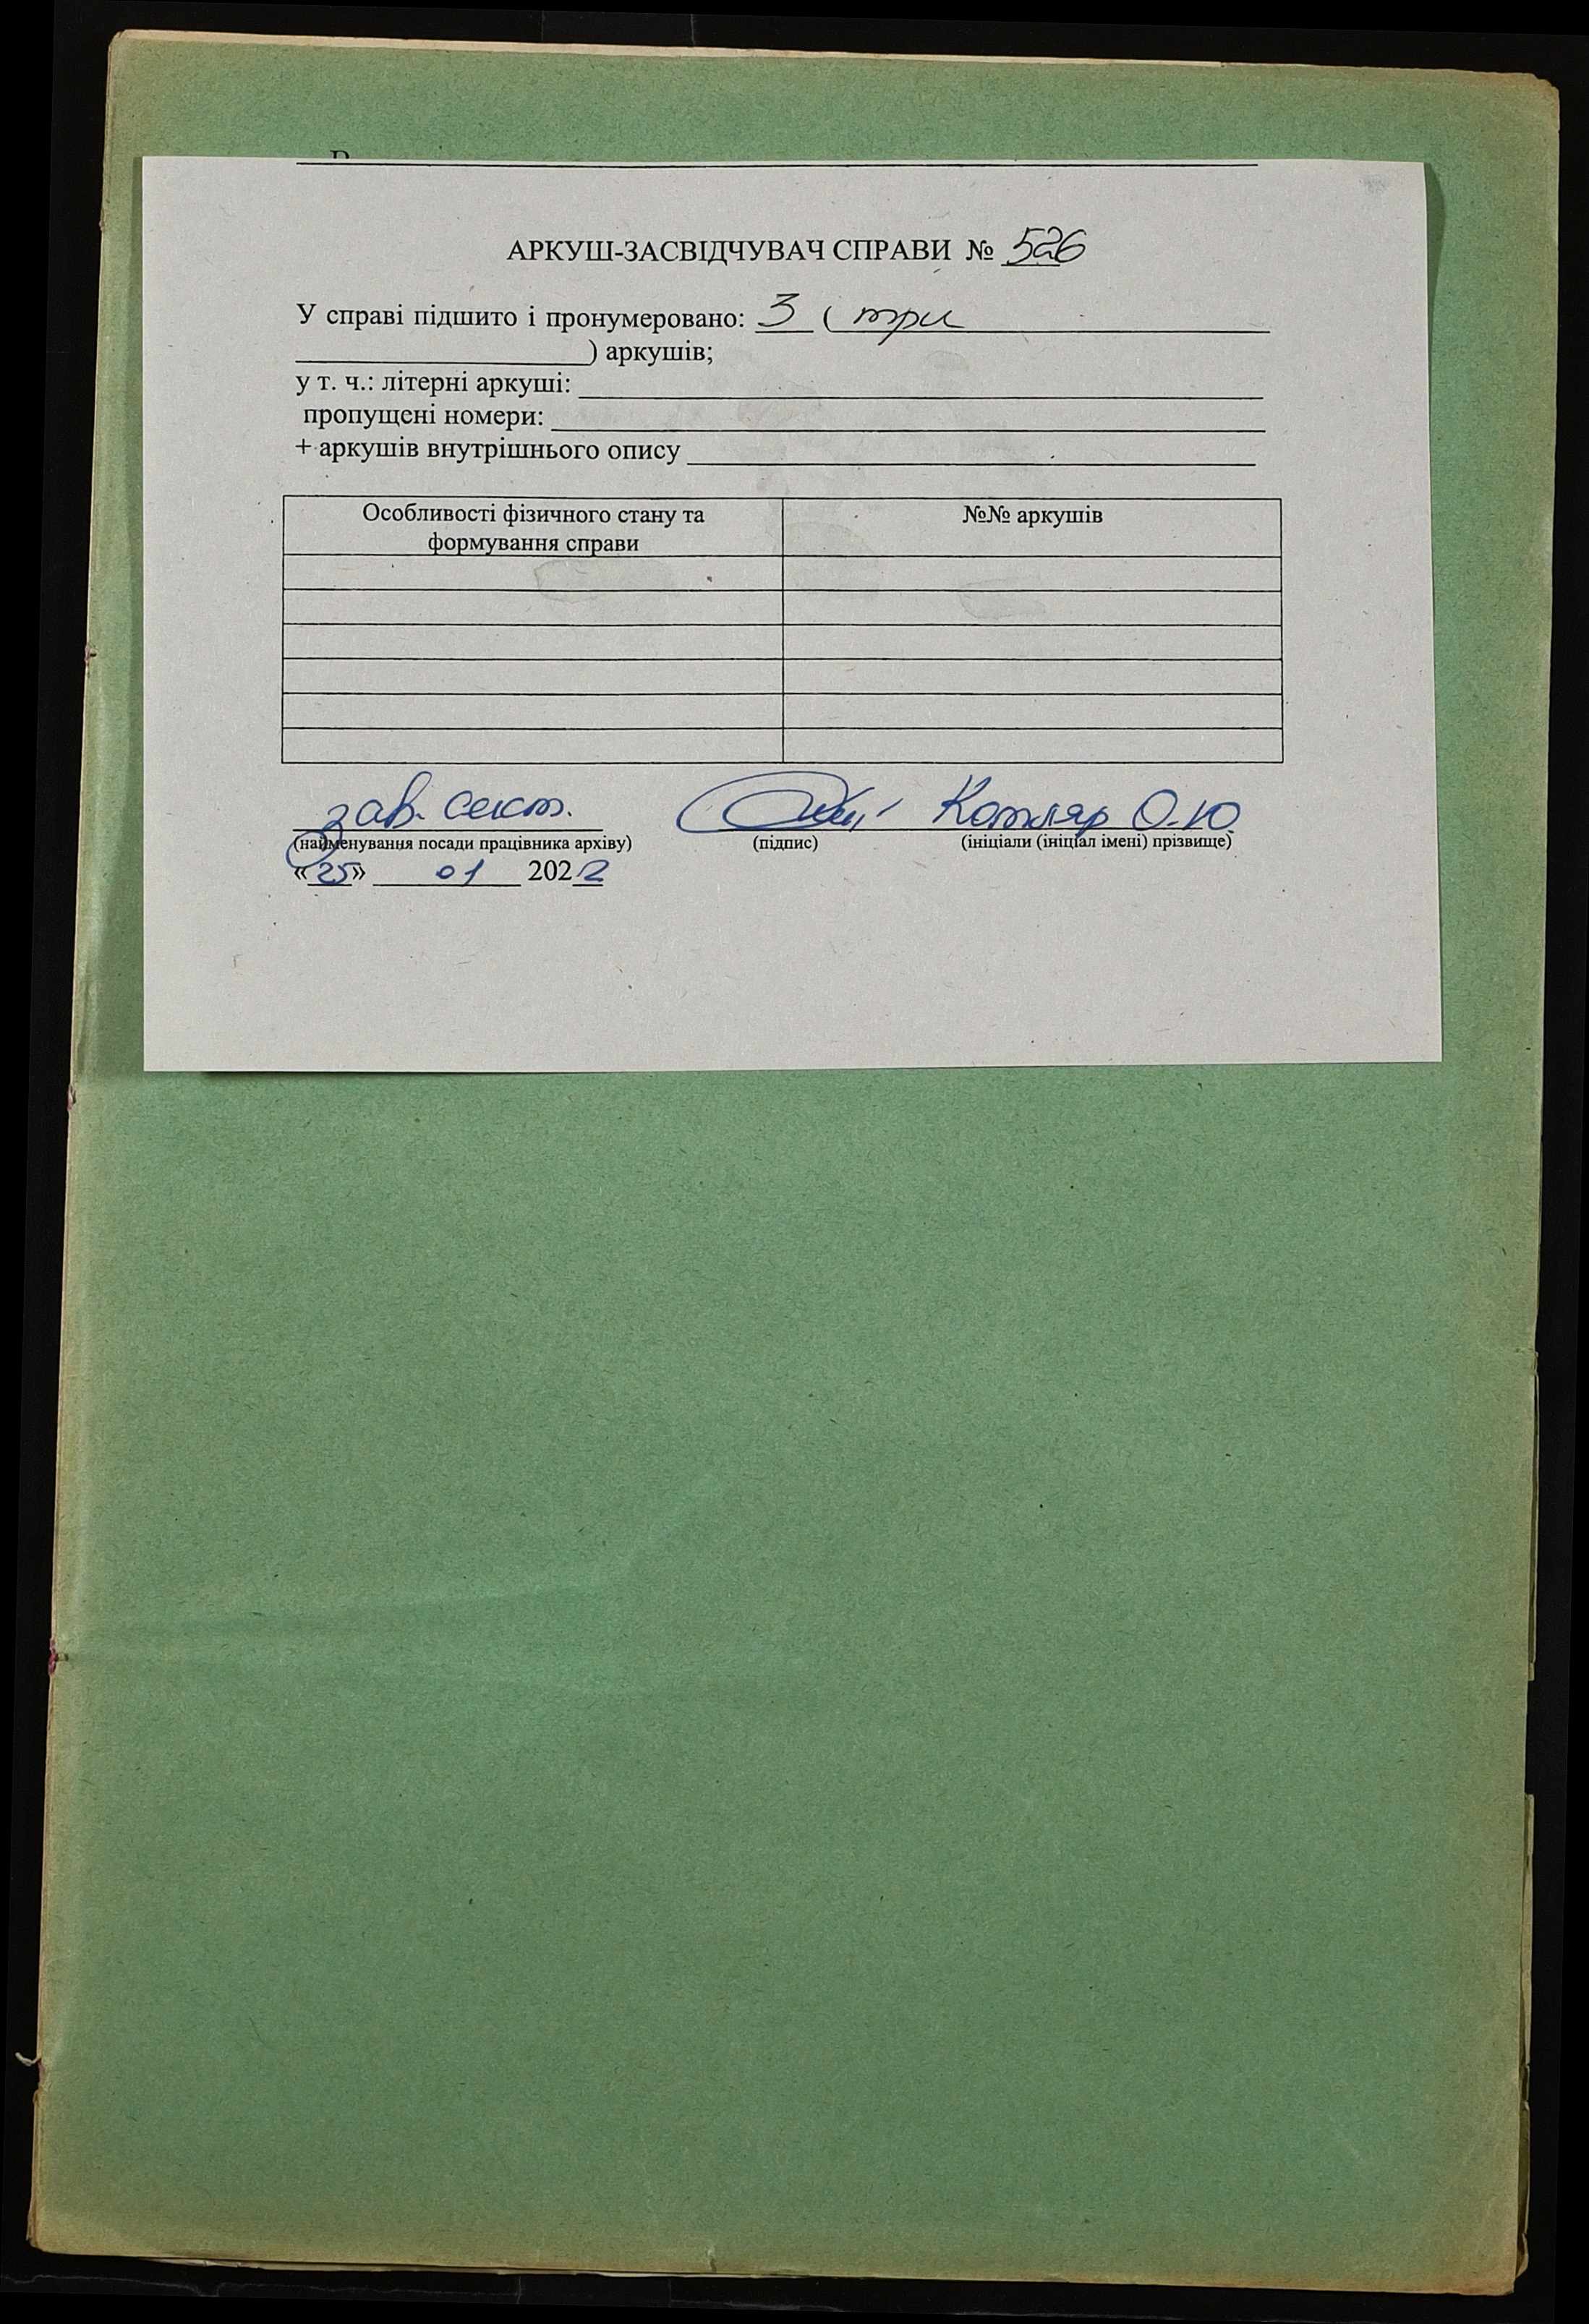 АРКУШ-ЗАСВІДЧУВАЧ СПРАВИ № 526
У справі підшито і пронумеровано: 3 ( три
) аркушів;
у т. ч.: літерні аркуші:
пропущені номери:
+ аркушів внутрішнього опису
Особливості фізичного стану та формування справи №№ аркушів
зав. сект. Котляр О.Ю.
(найменування посади працівника архіву) (підпис) (ініціали (ініціал імені) прізвище)
«25» 01 2022